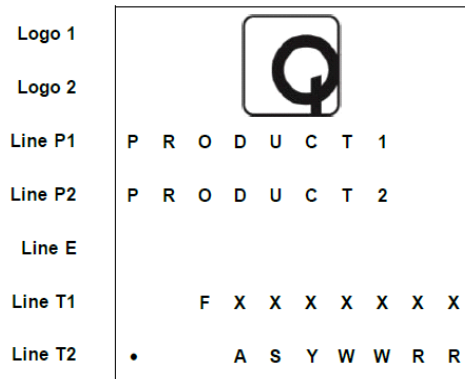 Logo 1
Logo 2
Line P1 P R O D U C T 1
Line P2 P R O D U C T 2
Line E
Line T1 F X X X X X X X
Line T2 • A S Y W W R R